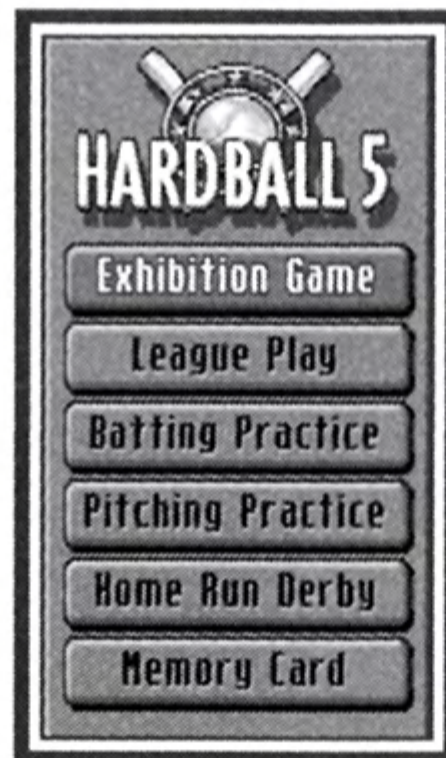 HARDBALL 5
Exhibition Game
League Play
Batting Practice
Pitching Practice
Home Run Derby
Memory Card